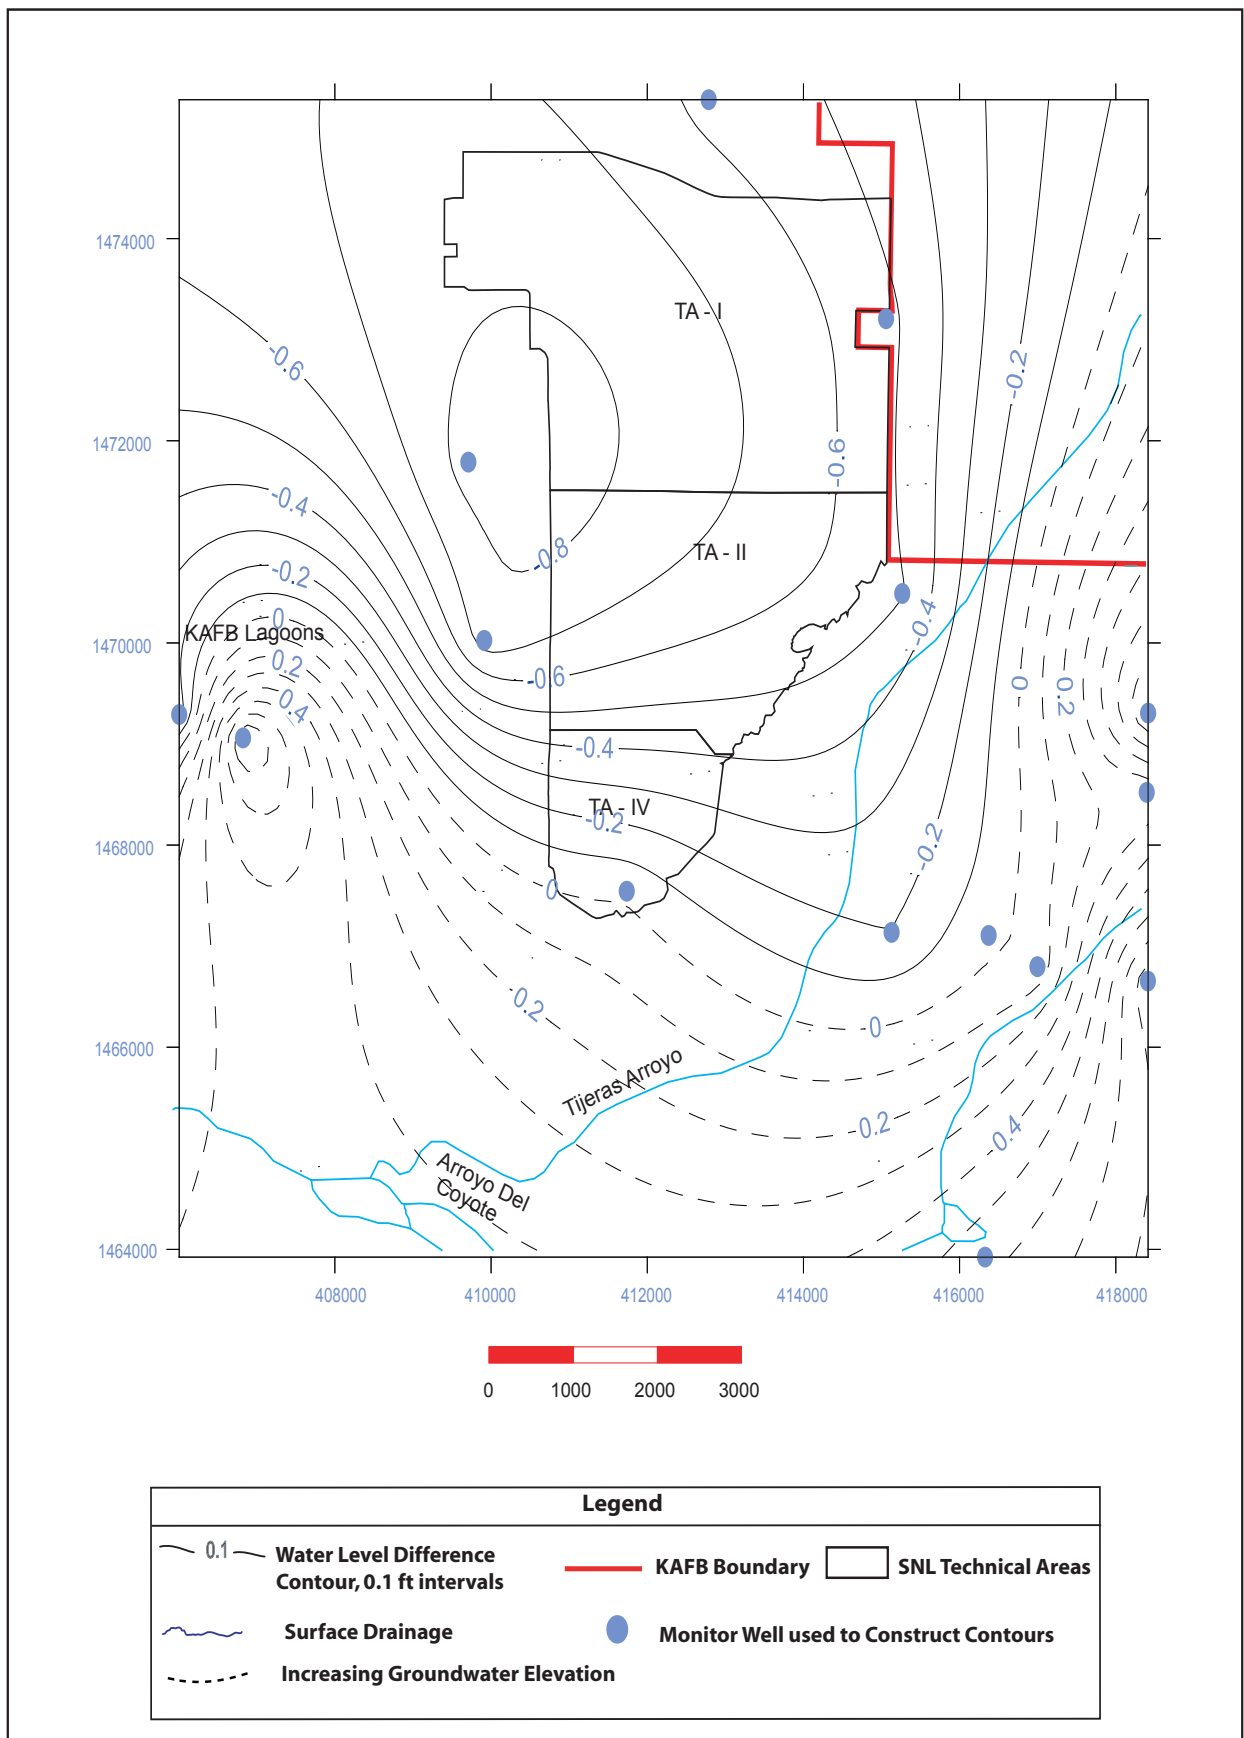 1474000
1472000
1470000
1468000
1466000
1464000
TA - I
-0.6
-0.2
-0.6
-0.4
-0.8
TA - II
-0.2
0
KAFB Lagoons
0.2
0.4
-0.4
-0.6
0
0.2
-0.4
TA - IV
-0.2
-0.2
0
0.2
0
0.2
0.4
Tijeras Arroyo
Arroyo Del
Coyote
408000
410000
412000
414000
416000
418000
0
1000
2000
3000
Legend
0.1
Water Level Difference
Contour, 0.1 ft intervals
KAFB Boundary
SNL Technical Areas
Surface Drainage
Monitor Well used to Construct Contours
Increasing Groundwater Elevation